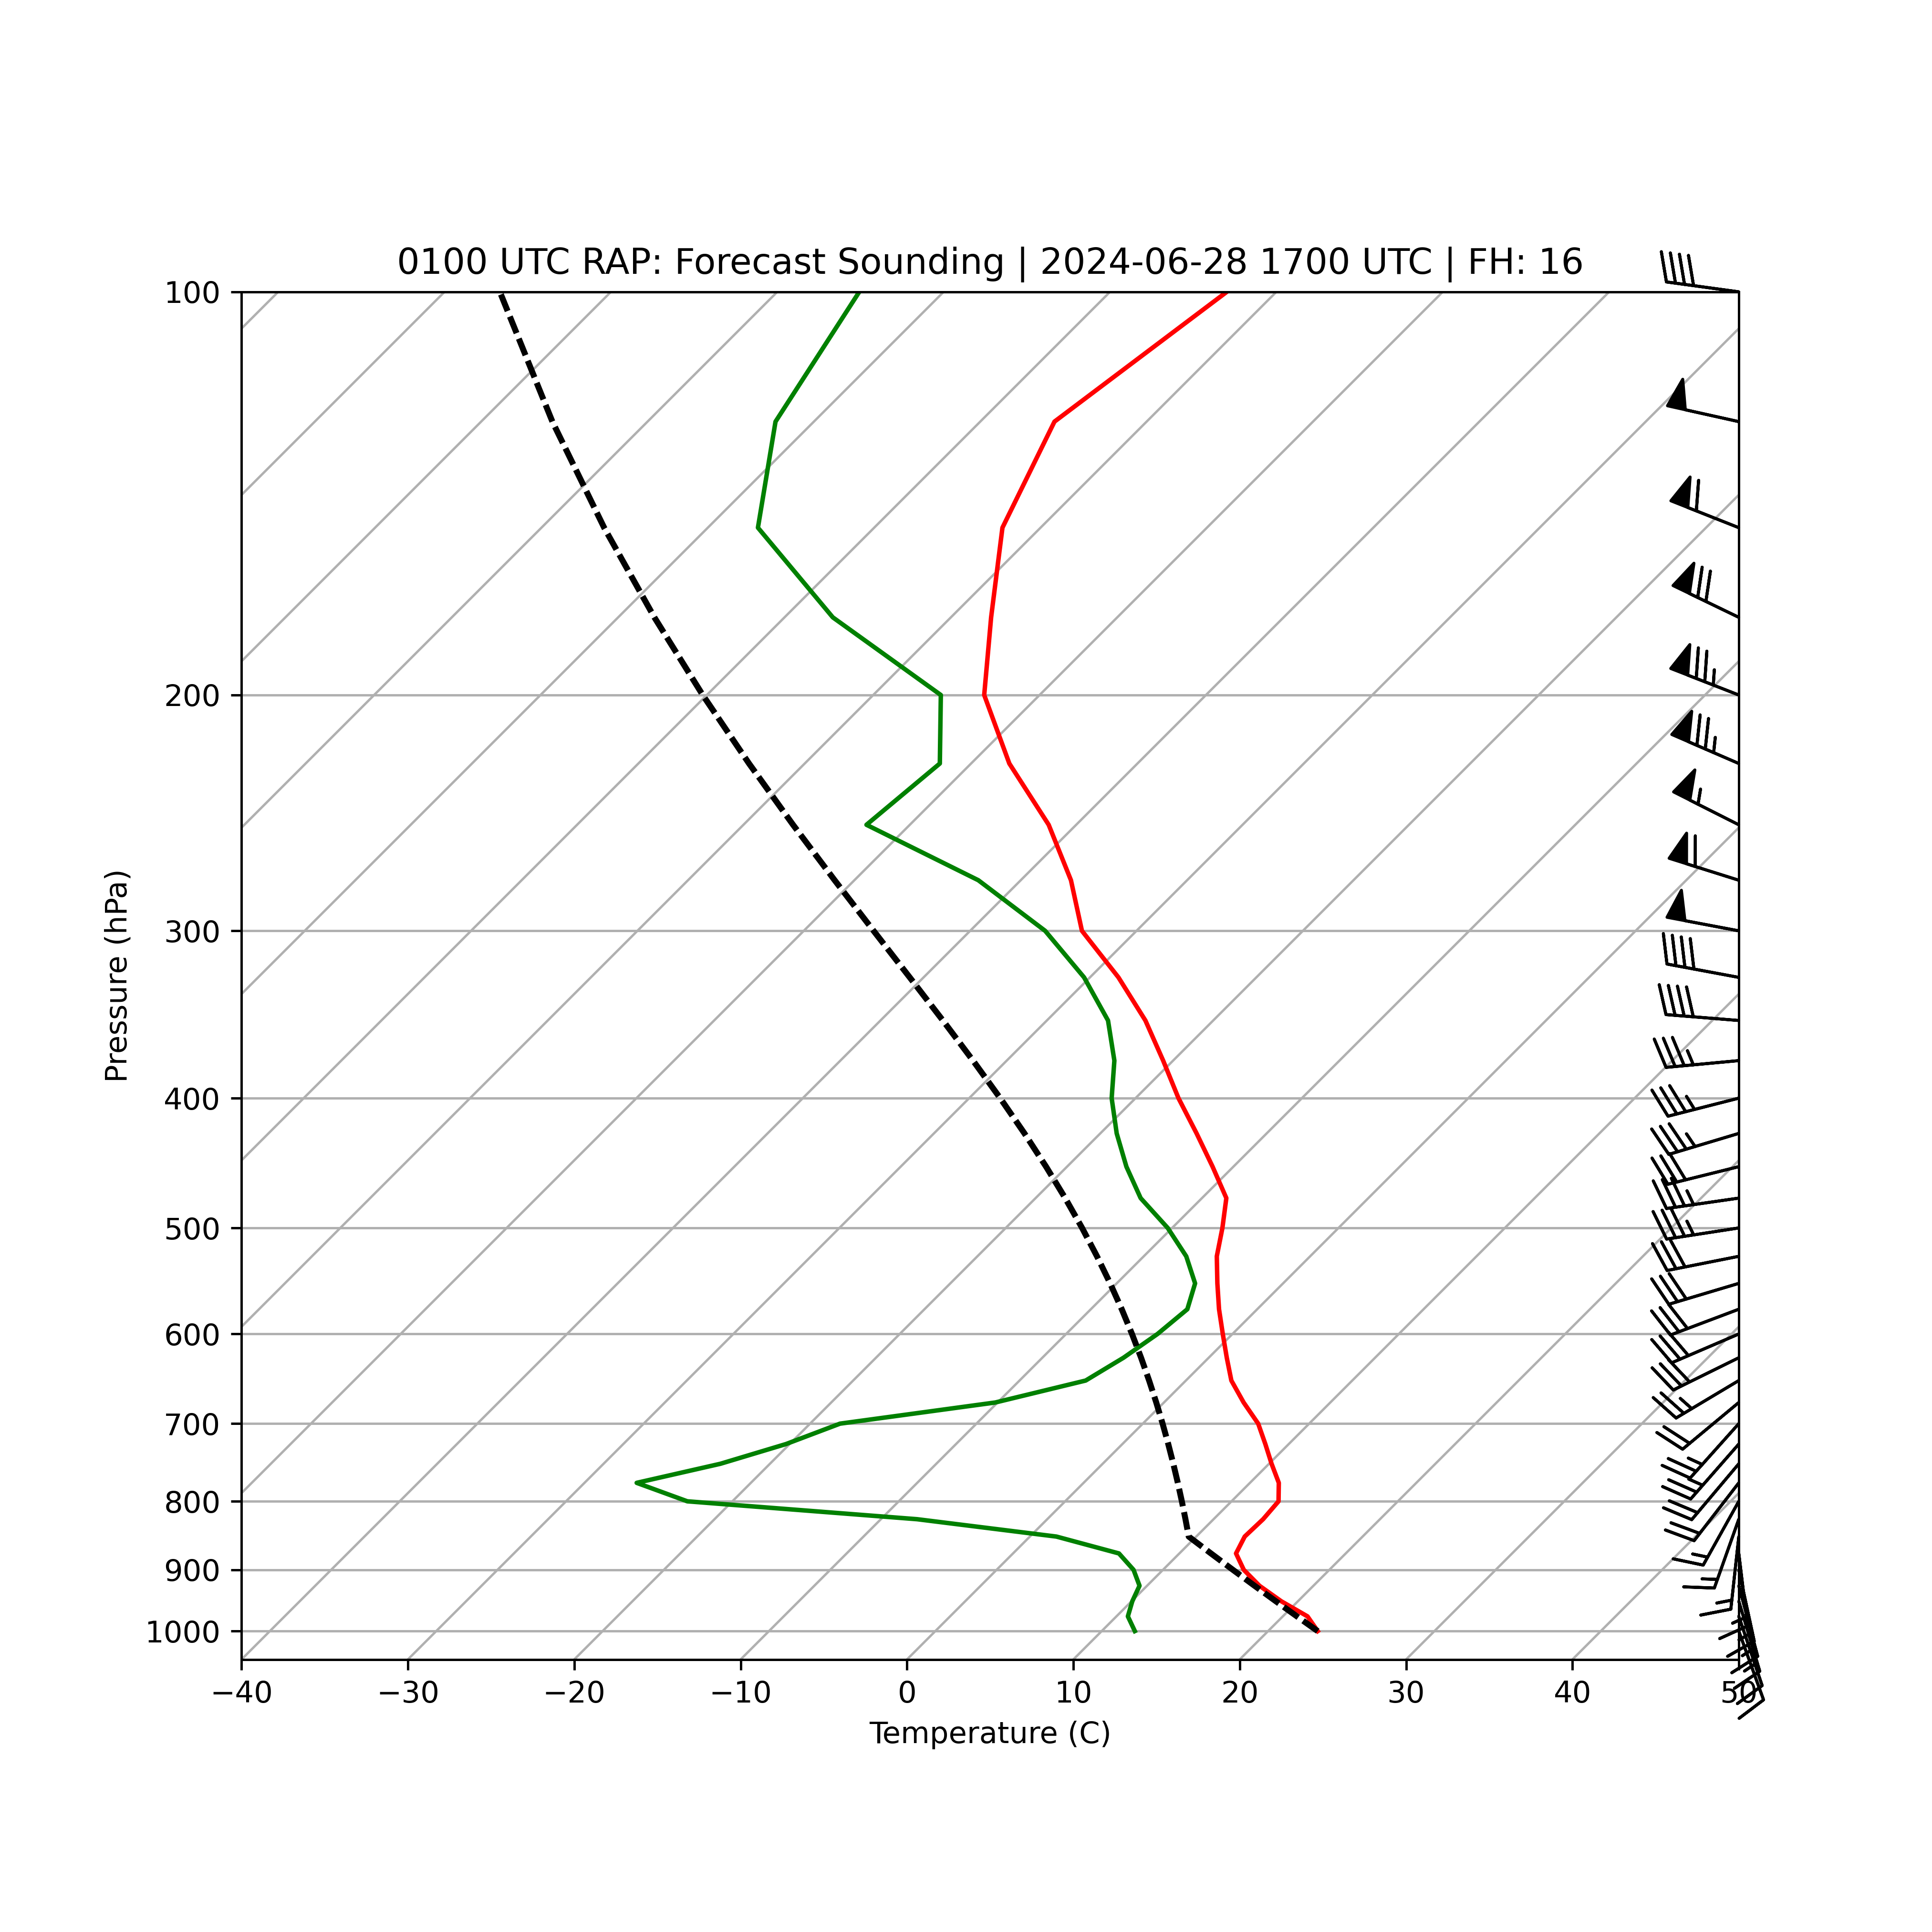 0100 UTC RAP: Forecast Sounding | 2024-06-28 1700 UTC | FH: 16
100
200
300
400
500
600
700
800
900
1000
Pressure (hPa)
−40 −30 −20 −10 0 10 20 30 40 50
Temperature (C)